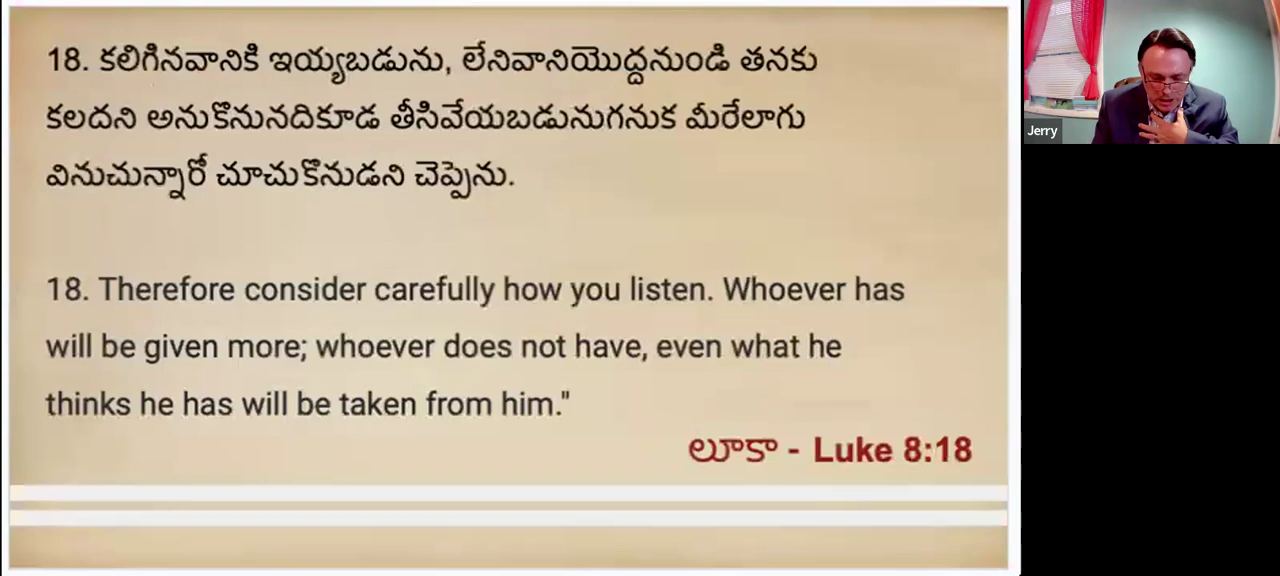 18. కలిగినవానికి ఇయ్యబడును, లేనివానియొద్దనుండి తనకు
కలదని అనుకొనునదికూడ తీసివేయబడునుగనుక మీరేలాగు
వినుచున్నారో చూచుకొనుడని చెప్పెను.
18. Therefore consider carefully how you listen. Whoever has
will be given more; whoever does not have, even what he
thinks he has will be taken from him."
లూకా - Luke 8:18
Jerry